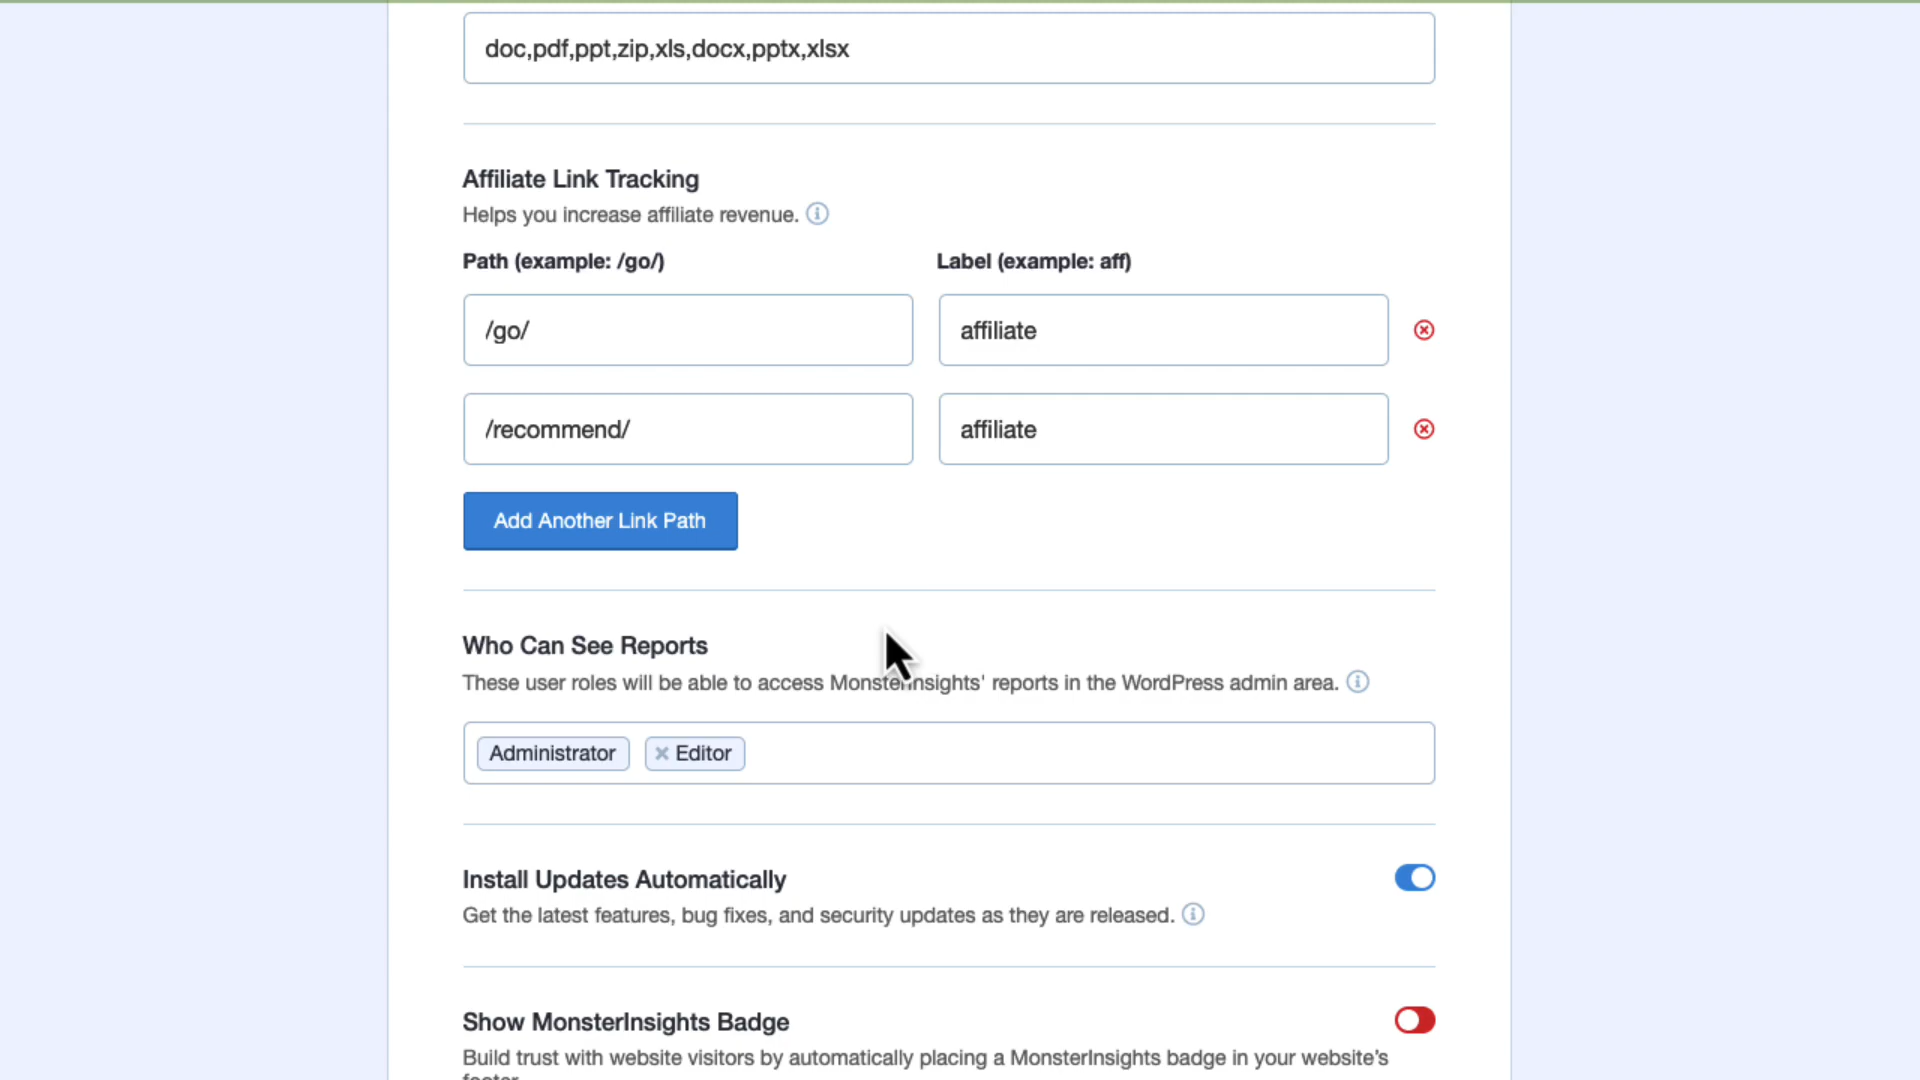 doc,pdf,ppt,zip,xls,docx,pptx,xlsx
Affiliate Link Tracking
Helps you increase affiliate revenue.
Path (example: /go/) Label (example: aff)
/go/ affiliate
/recommend/ affiliate
Add Another Link Path
Who Can See Reports
These user roles will be able to access MonsterInsights' reports in the WordPress admin area.
Administrator Editor
Install Updates Automatically
Get the latest features, bug fixes, and security updates as they are released.
Show MonsterInsights Badge
Build trust with website visitors by automatically placing a MonsterInsights badge in your website's
footer.